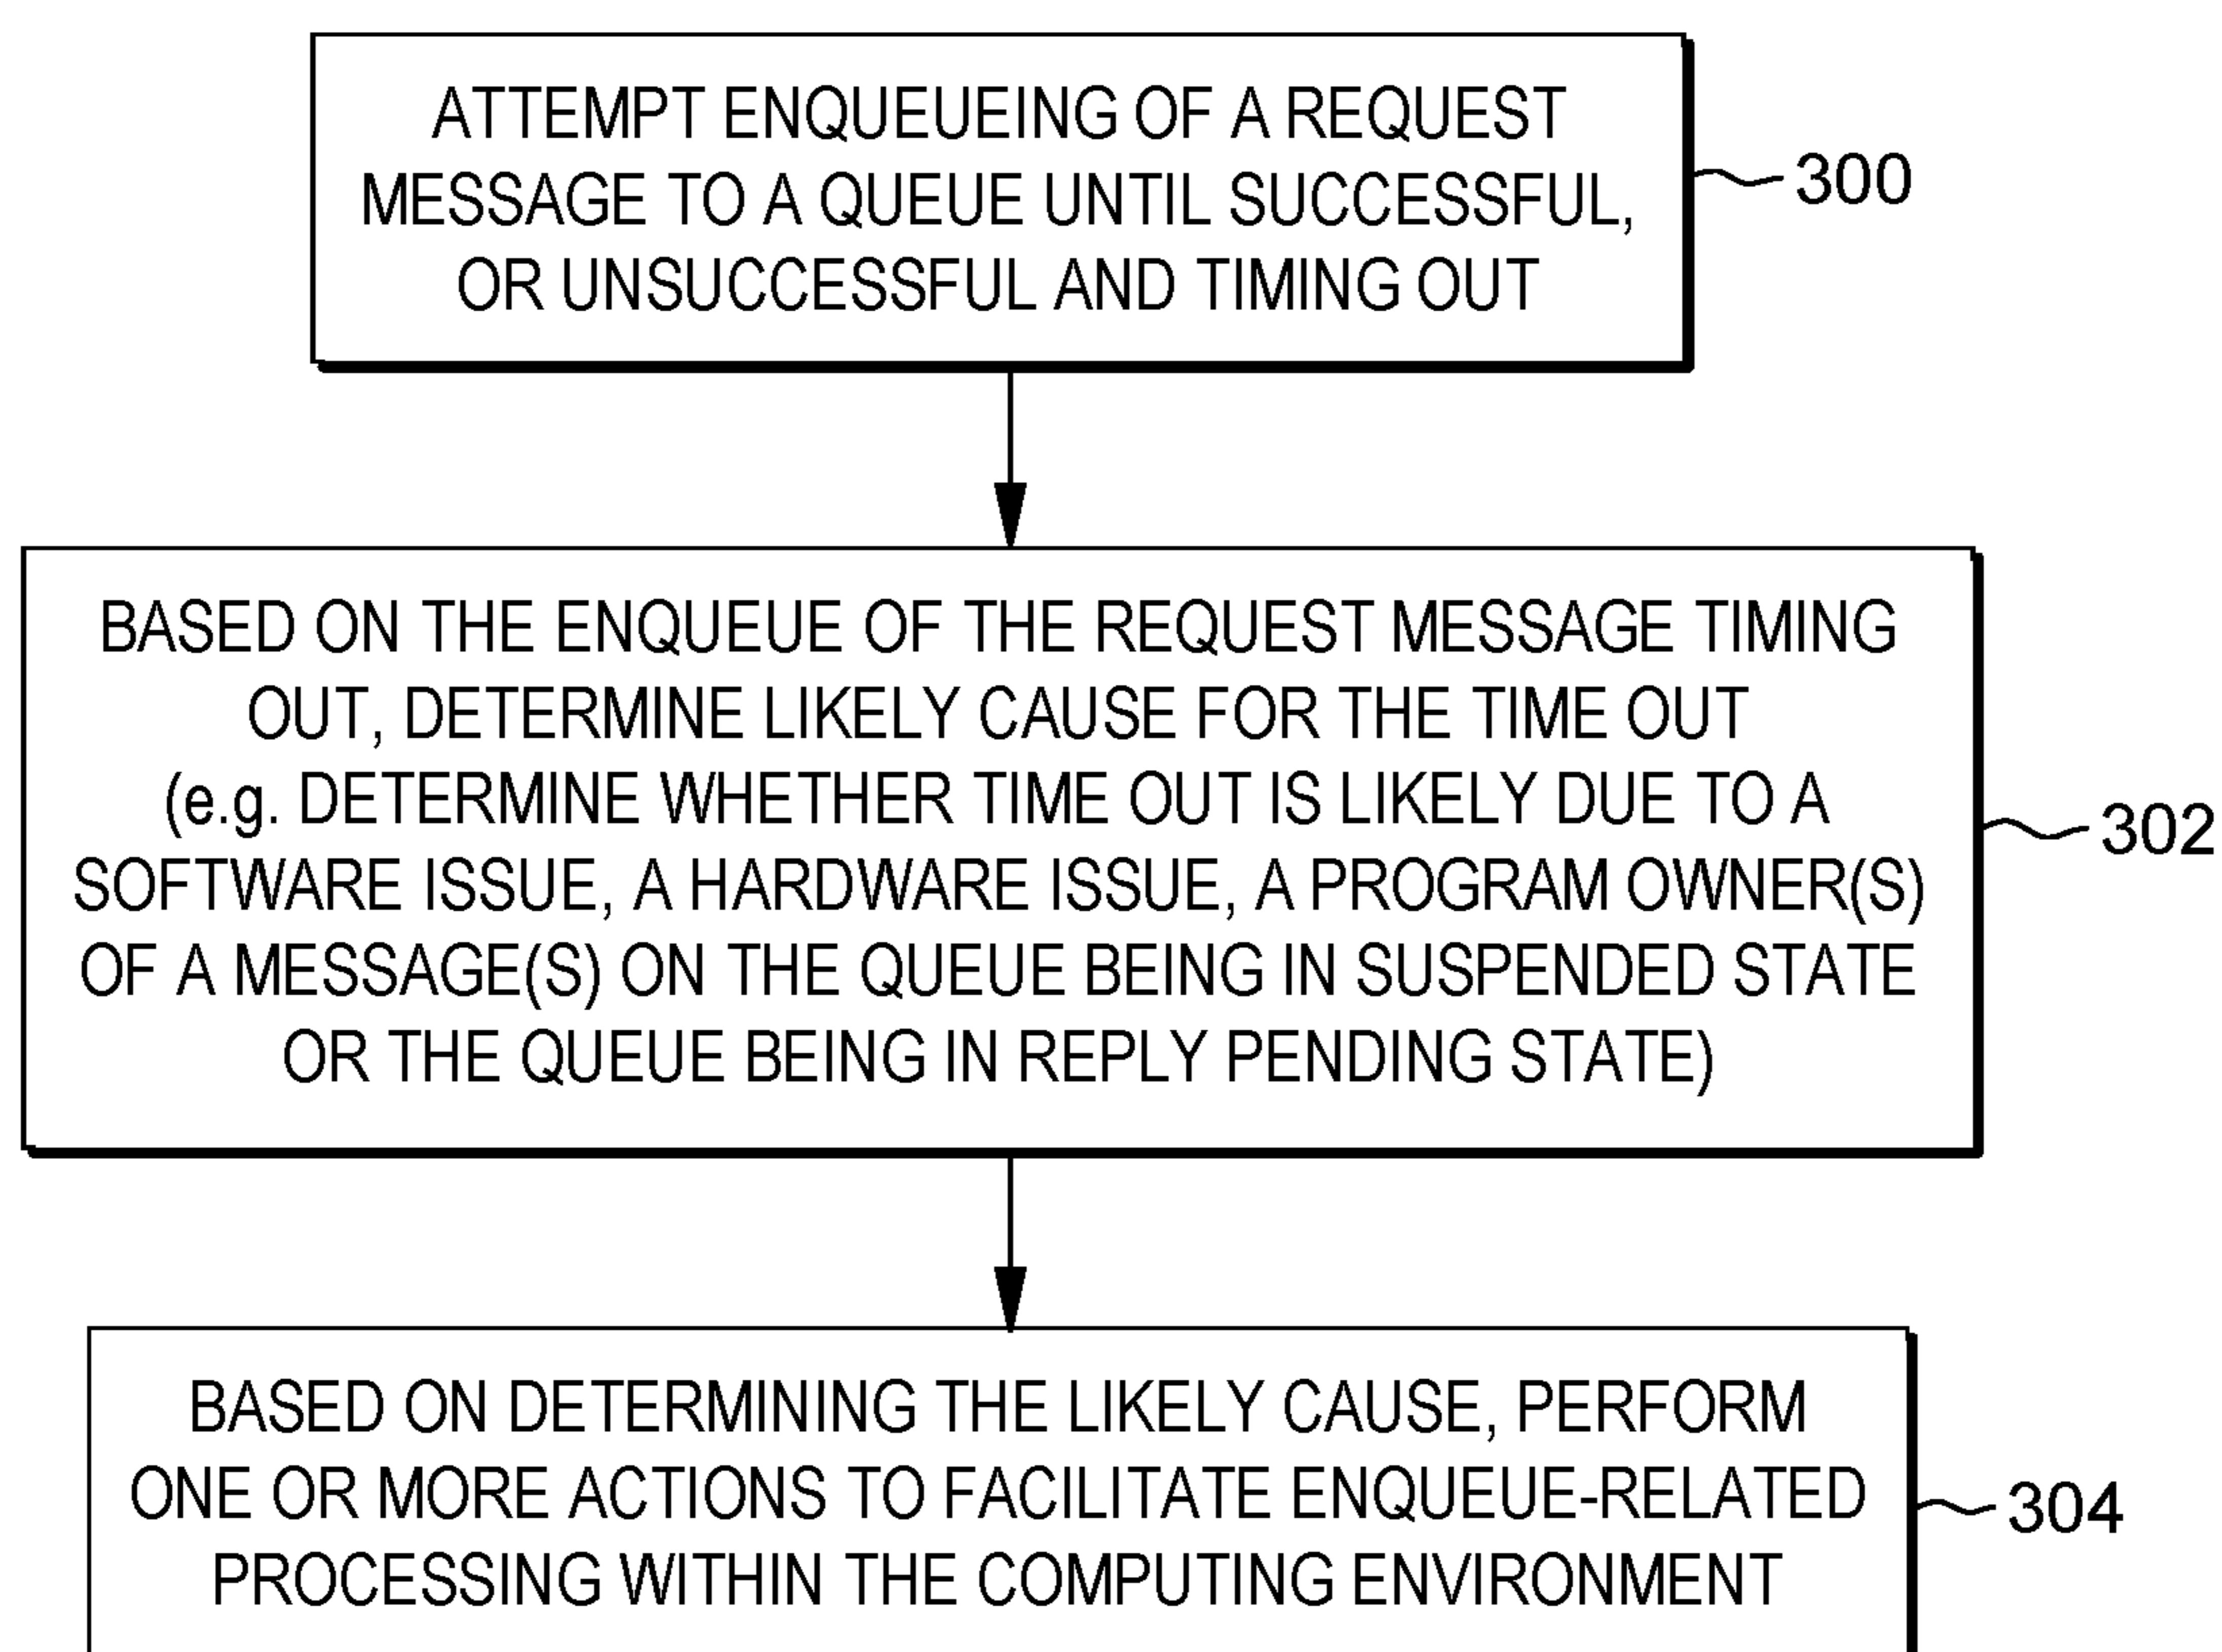 ATTEMPT ENQUEUEING OF A REQUEST
MESSAGE TO A QUEUE UNTIL SUCCESSFUL,
OR UNSUCCESSFUL AND TIMING OUT
300
BASED ON THE ENQUEUE OF THE REQUEST MESSAGE TIMING
OUT, DETERMINE LIKELY CAUSE FOR THE TIME OUT
(e.g. DETERMINE WHETHER TIME OUT IS LIKELY DUE TO A
SOFTWARE ISSUE, A HARDWARE ISSUE, A PROGRAM OWNER(S)
OF A MESSAGE(S) ON THE QUEUE BEING IN SUSPENDED STATE
OR THE QUEUE BEING IN REPLY PENDING STATE)
302
BASED ON DETERMINING THE LIKELY CAUSE, PERFORM
ONE OR MORE ACTIONS TO FACILITATE ENQUEUE-RELATED
PROCESSING WITHIN THE COMPUTING ENVIRONMENT
304